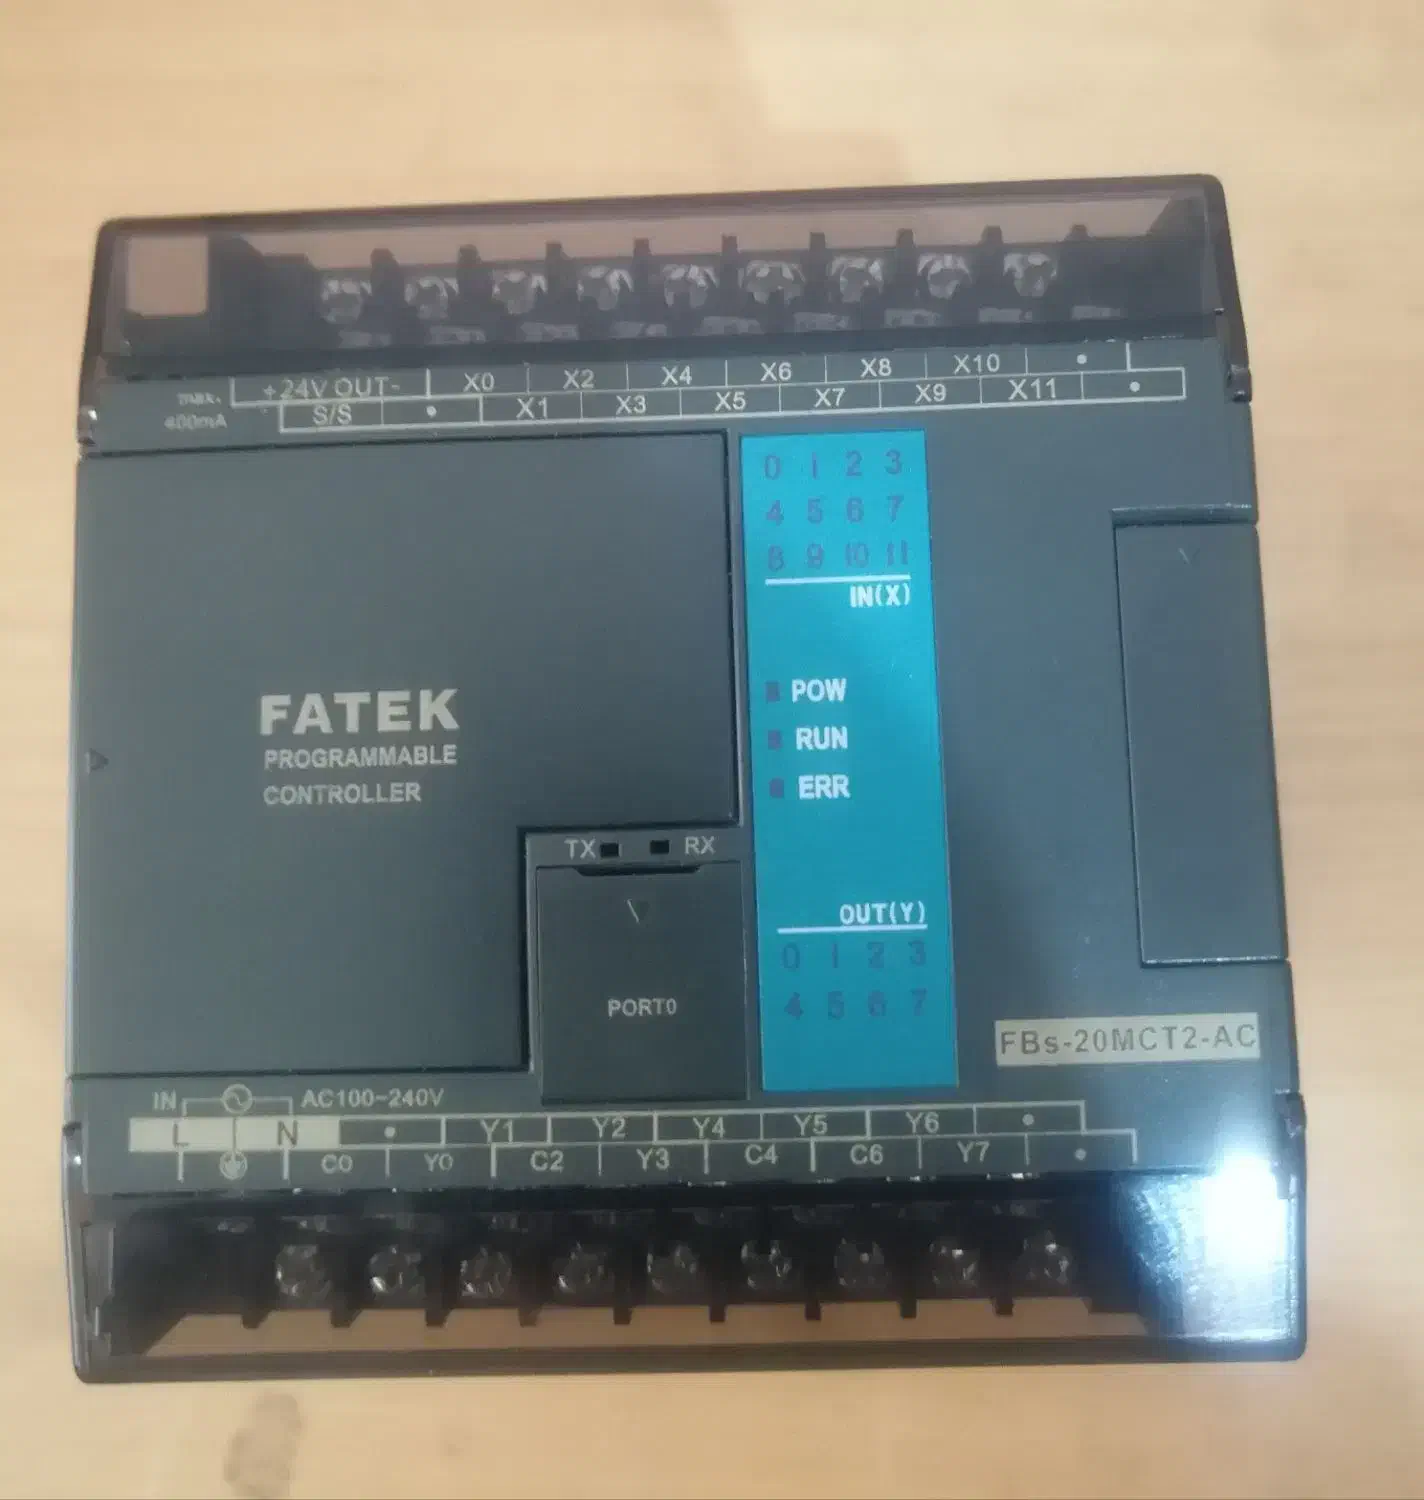 +24V OUT- X0 X2 X4 X6 X8 X10
400mA S/S X1 X3 X5 X7 X9 X11
0 1 2 3
4 5 6 7
8 9 10 11
IN(X)
POW
RUN
ERR
FATEK
PROGRAMMABLE
CONTROLLER
TX RX
PORT0
OUT(Y)
0 1 2 3
4 5 6 7
FBs-20MCT2-AC
IN AC100~240V
L N Y1 Y2 Y4 Y5 Y6
C0 Y0 C2 Y3 C4 C6 Y7